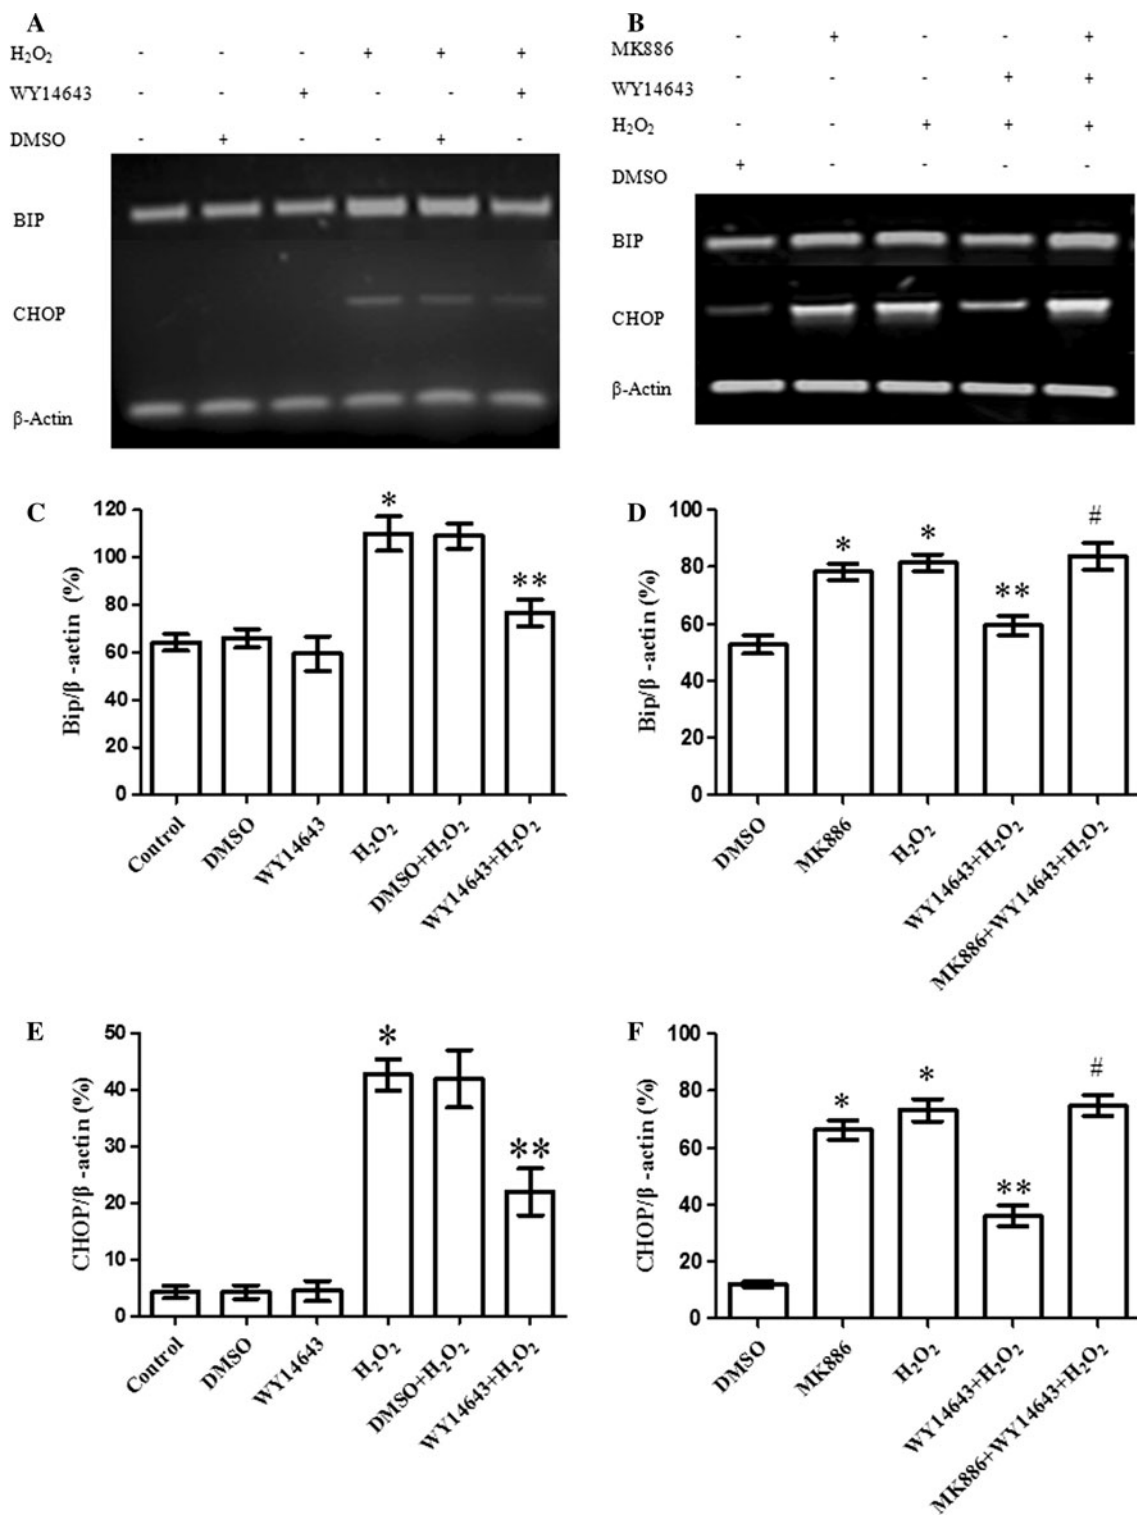 A
H₂O₂ - - - + + +
WY14643 - - + - - +
DMSO - + - - + -
BIP
CHOP
β-Actin
B
MK886 - + - - +
WY14643 - - - + +
H₂O₂ - - + + +
DMSO + - - - -
BIP
CHOP
β-Actin
C
120
100
80
60
40
20
0
Bip/β -actin (%)
*
**
Control
DMSO
WY14643
H₂O₂
DMSO+H₂O₂
WY14643+H₂O₂
D
100
80
60
40
20
0
Bip/β -actin (%)
*
*
**
#
DMSO
MK886
H₂O₂
WY14643+H₂O₂
MK886+WY14643+H₂O₂
E
50
40
30
20
10
0
CHOP/β -actin (%)
*
**
Control
DMSO
WY14643
H₂O₂
DMSO+H₂O₂
WY14643+H₂O₂
F
100
80
60
40
20
0
CHOP/β -actin (%)
*
*
**
#
DMSO
MK886
H₂O₂
WY14643+H₂O₂
MK886+WY14643+H₂O₂